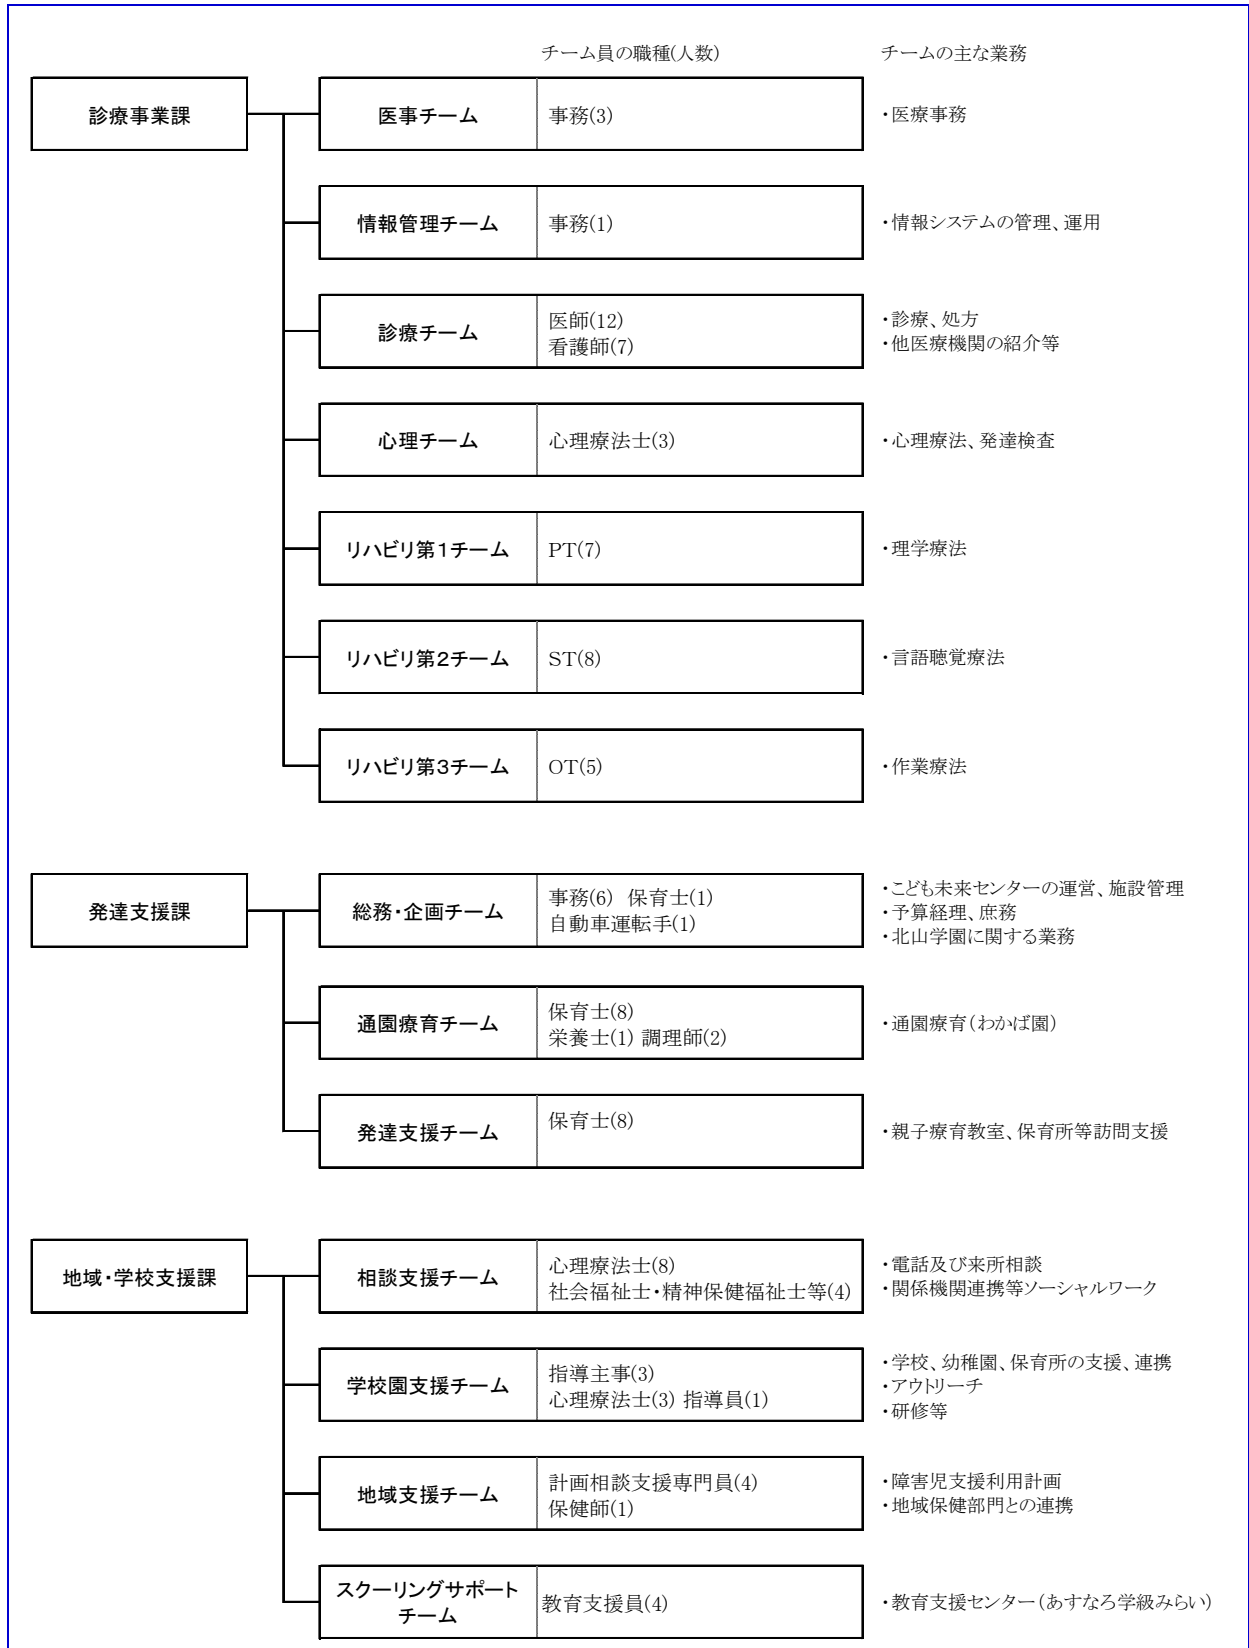 チーム員の職種(人数)
チームの主な業務
診療事業課
医事チーム
事務(3)
・医療事務
情報管理チーム
事務(1)
・情報システムの管理、運用
診療チーム
医師(12)
看護師(7)
・診療、処方
・他医療機関の紹介等
心理チーム
心理療法士(3)
・心理療法、発達検査
リハビリ第1チーム
PT(7)
・理学療法
リハビリ第2チーム
ST(8)
・言語聴覚療法
リハビリ第3チーム
OT(5)
・作業療法
発達支援課
総務・企画チーム
事務(6) 保育士(1)
自動車運転手(1)
・こども未来センターの運営、施設管理
・予算経理、庶務
・北山学園に関する業務
通園療育チーム
保育士(8)
栄養士(1) 調理師(2)
・通園療育(わかば園)
発達支援チーム
保育士(8)
・親子療育教室、保育所等訪問支援
地域・学校支援課
相談支援チーム
心理療法士(8)
社会福祉士・精神保健福祉士等(4)
・電話及び来所相談
・関係機関連携等ソーシャルワーク
学校園支援チーム
指導主事(3)
心理療法士(3) 指導員(1)
・学校、幼稚園、保育所の支援、連携
・アウトリーチ
・研修等
地域支援チーム
計画相談支援専門員(4)
保健師(1)
・障害児支援利用計画
・地域保健部門との連携
スクーリングサポート
チーム
教育支援員(4)
・教育支援センター(あすなろ学級みらい)